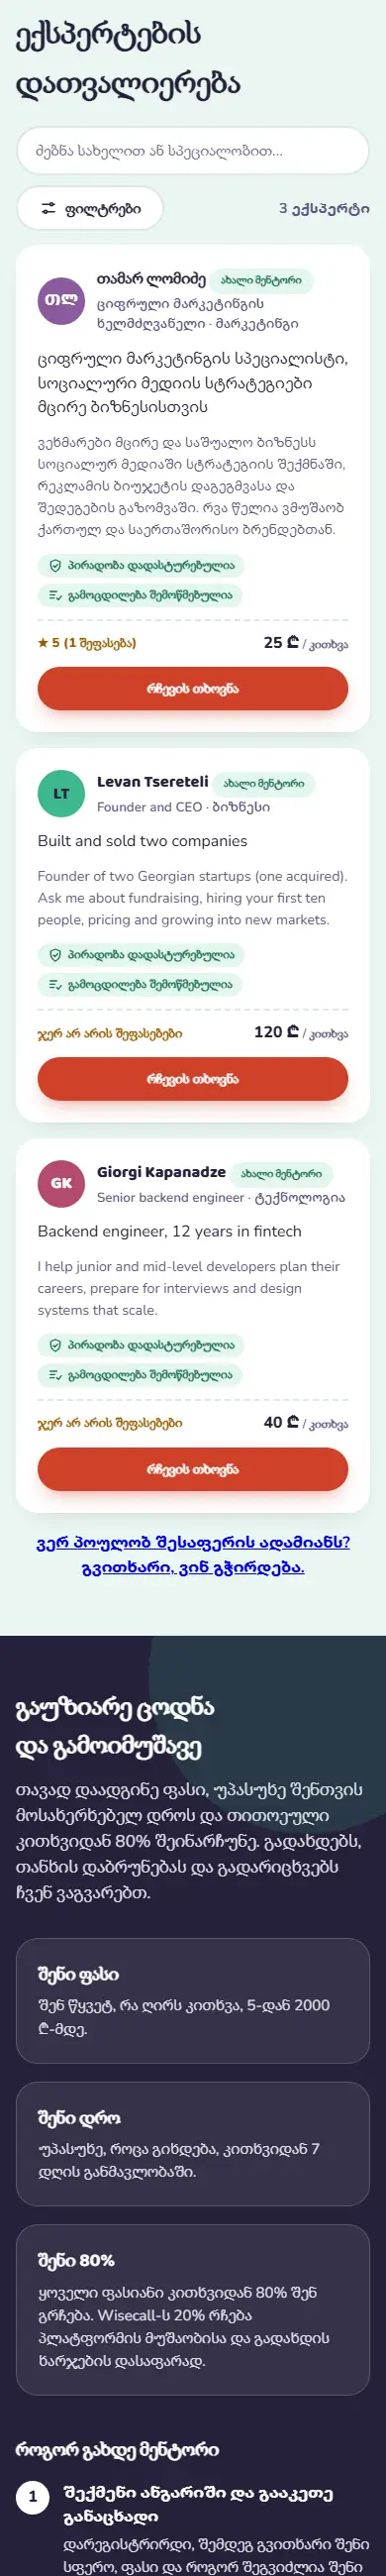 ექსპერტების
დათვალიერება
ძებნა სახელით ან სპეციალობით...
ფილტრები
3 ექსპერტი
თლ
თამარ ლომიძე ახალი მენტორი
ციფრული მარკეტინგის
ხელმძღვანელი · მარკეტინგი
ციფრული მარკეტინგის სპეციალისტი,
სოციალური მედიის სტრატეგიები
მცირე ბიზნესისთვის
ვეხმარები მცირე და საშუალო ბიზნესს
სოციალურ მედიაში სტრატეგიის შექმნაში,
რეკლამის ბიუჯეტის დაგეგმვასა და
შედეგების გაზომვაში. რვა წელია ვმუშაობ
ქართულ და საერთაშორისო ბრენდებთან.
პირადობა დადასტურებულია
გამოცდილება შემოწმებულია
★ 5 (1 შეფასება)
25 ₾ / კითხვა
რჩევის თხოვნა
LT
Levan Tsereteli ახალი მენტორი
Founder and CEO · ბიზნესი
Built and sold two companies
Founder of two Georgian startups (one acquired).
Ask me about fundraising, hiring your first ten
people, pricing and growing into new markets.
პირადობა დადასტურებულია
გამოცდილება შემოწმებულია
ჯერ არ არის შეფასებები
120 ₾ / კითხვა
რჩევის თხოვნა
GK
Giorgi Kapanadze ახალი მენტორი
Senior backend engineer · ტექნოლოგია
Backend engineer, 12 years in fintech
I help junior and mid-level developers plan their
careers, prepare for interviews and design
systems that scale.
პირადობა დადასტურებულია
გამოცდილება შემოწმებულია
ჯერ არ არის შეფასებები
40 ₾ / კითხვა
რჩევის თხოვნა
ვერ პოულობ შესაფერის ადამიანს?
გვითხარი, ვინ გჭირდება.
გაუზიარე ცოდნა
და გამოიმუშავე
თავად დაადგინე ფასი, უპასუხე შენთვის
მოსახერხებელ დროს და თითოეული
კითხვიდან 80% შეინარჩუნე. გადახდებს,
თანხის დაბრუნებას და გადარიცხვებს
ჩვენ ვაგვარებთ.
შენი ფასი
შენ წყვეტ, რა ღირს კითხვა, 5-დან 2000
₾-მდე.
შენი დრო
უპასუხე, როცა გიხდება, კითხვიდან 7
დღის განმავლობაში.
შენი 80%
ყოველი ფასიანი კითხვიდან 80% შენ
გრჩება. Wisecall-ს 20% რჩება
პლატფორმის მუშაობისა და გადახდის
ხარჯების დასაფარად.
როგორ გახდე მენტორი
1
შექმენი ანგარიში და გააკეთე
განაცხადი
დარეგისტრირდი, შემდეგ გვითხარი შენი
სფერო, ფასი და როგორ შეგვიძლია შენი